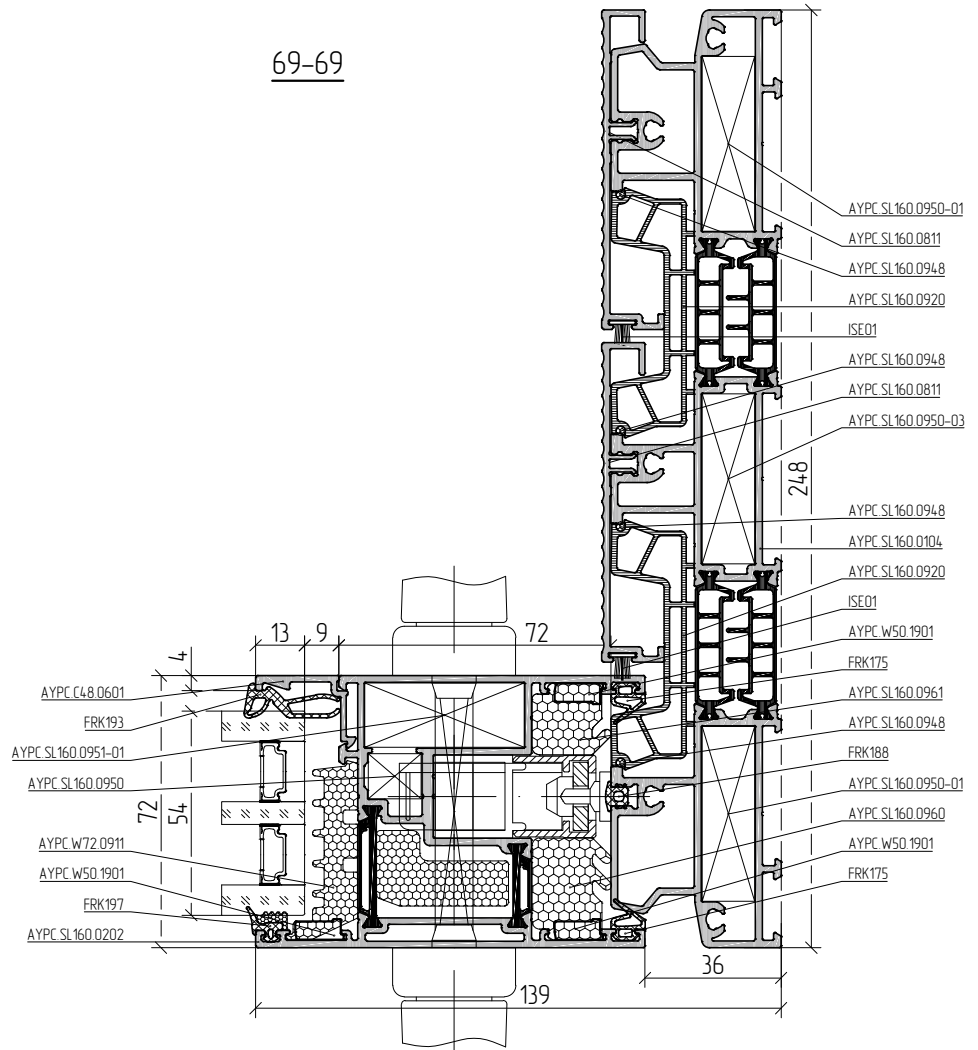 69-69
AYPC.SL160.0950-01
AYPC.SL160.0811
AYPC.SL160.0948
AYPC.SL160.0920
ISE01
AYPC.SL160.0948
AYPC.SL160.0811
AYPC.SL160.0950-03
248
AYPC.SL160.0948
AYPC.SL160.0104
AYPC.SL160.0920
ISE01
AYPC.W50.1901
FRK175
AYPC.SL160.0961
AYPC.SL160.0948
FRK188
AYPC.SL160.0950-01
AYPC.SL160.0960
AYPC.W50.1901
FRK175
13
9
72
4
AYPC.C48.0601
FRK193
AYPC.SL160.0951-01
AYPC.SL160.0950
72
54
AYPC.W72.0911
AYPC.W50.1901
FRK197
AYPC.SL160.0202
36
139